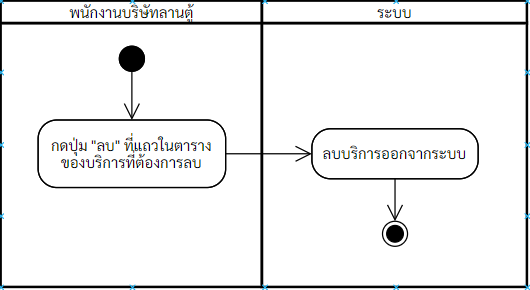 พนักงานบริษัทลานตู้
ระบบ
กดปุ่ม "ลบ" ที่แถวในตาราง
ของบริการที่ต้องการลบ
ลบบริการออกจากระบบ